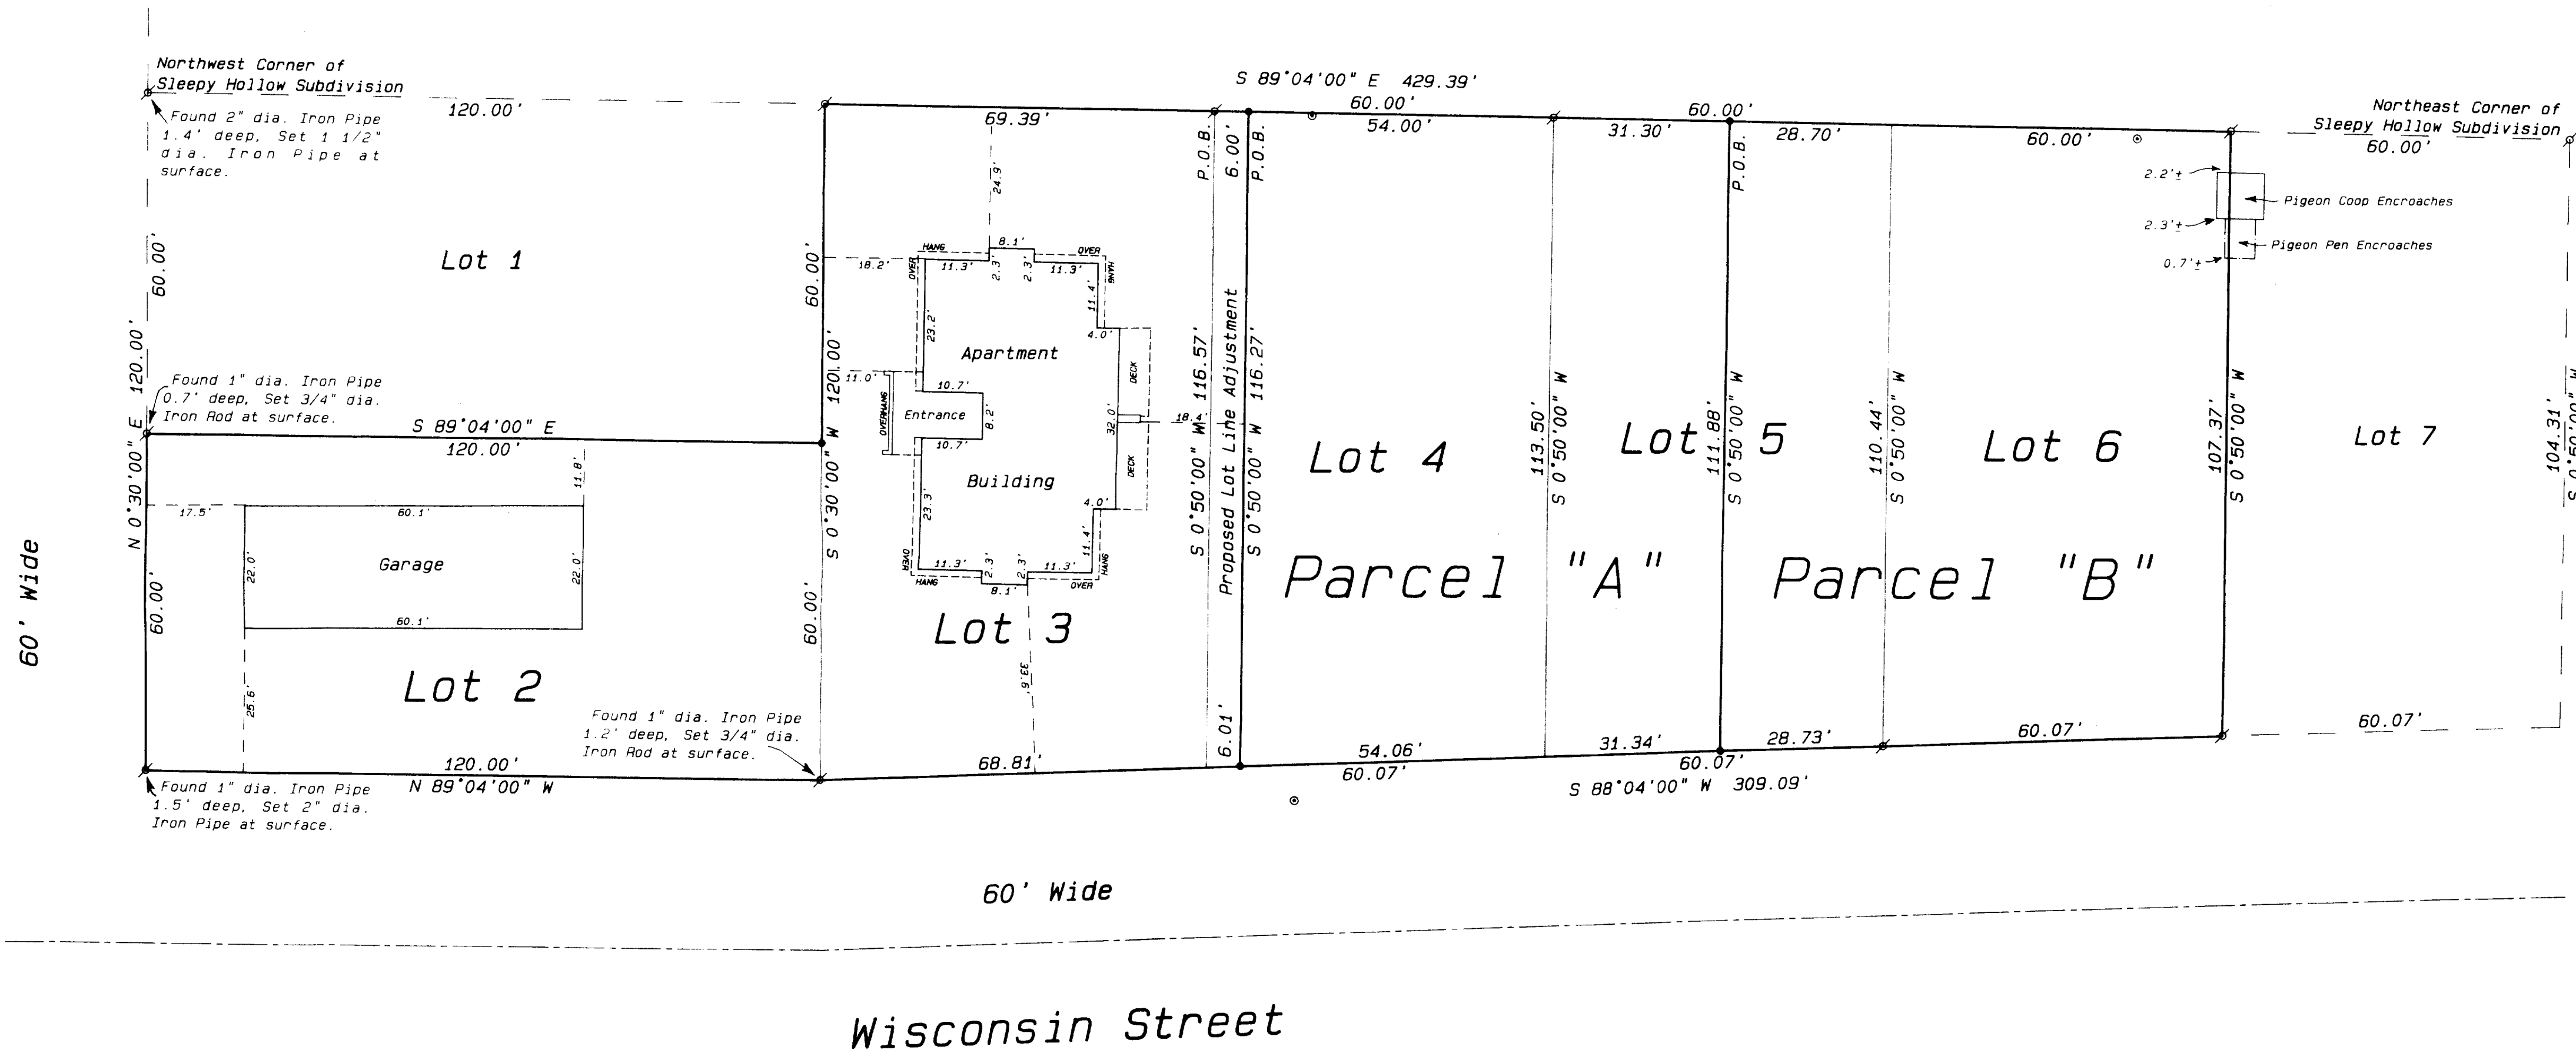 Northwest Corner of
Sleepy Hollow Subdivision
Found 2" dia. Iron Pipe
1.4' deep, Set 1 1/2"
dia. Iron Pipe at
surface.
120.00'
S 89°04'00" E 429.39'
69.39'
60.00'
54.00'
6.00'
60.00'
31.30'
28.70'
60.00'
Northeast Corner of
Sleepy Hollow Subdivision
60.00'
P.O.B.
P.O.B.
P.O.B.
2.2'±
Pigeon Coop Encroaches
2.3'±
Pigeon Pen Encroaches
0.7'±
Lot 1
60.00'
60.00'
N 0°30'00" E 120.00'
S 0°30'00" W 120.00'
24.9'
18.2'
HANG
OVER
8.1'
OVER
HANG
11.3'
2.3'
2.3'
11.3'
11.4'
23.2'
4.0'
Apartment
DECK
11.0'
10.7'
OVERHANG
Entrance
8.2'
32.0'
18.4'
10.7'
Building
DECK
23.3'
4.0'
11.4'
OVER
HANG
11.3'
2.3'
2.3'
11.3'
HANG
OVER
8.1'
33.6'
Lot 3
S 0°50'00" W 116.57'
Proposed Lot Line Adjustment
S 0°50'00" W 116.27'
Lot 4
113.50'
S 0°50'00" W
Lot 5
111.88'
S 0°50'00" W
110.44'
S 0°50'00" W
Lot 6
107.37'
S 0°50'00" W
Lot 7
104.31'
S 0°50'00" W
Parcel "A"
Parcel "B"
Found 1" dia. Iron Pipe
0.7' deep, Set 3/4" dia.
Iron Rod at surface.
S 89°04'00" E
120.00'
11.8'
17.5'
60.1'
22.0'
Garage
22.0'
60.1'
25.6'
60.00'
60.00'
Lot 2
60' Wide
Found 1" dia. Iron Pipe
1.2' deep, Set 3/4" dia.
Iron Rod at surface.
120.00'
N 89°04'00" W
Found 1" dia. Iron Pipe
1.5' deep, Set 2" dia.
Iron Pipe at surface.
68.81'
6.01'
54.06'
60.07'
31.34'
28.73'
60.07'
60.07'
60.07'
S 88°04'00" W 309.09'
60' Wide
Wisconsin Street